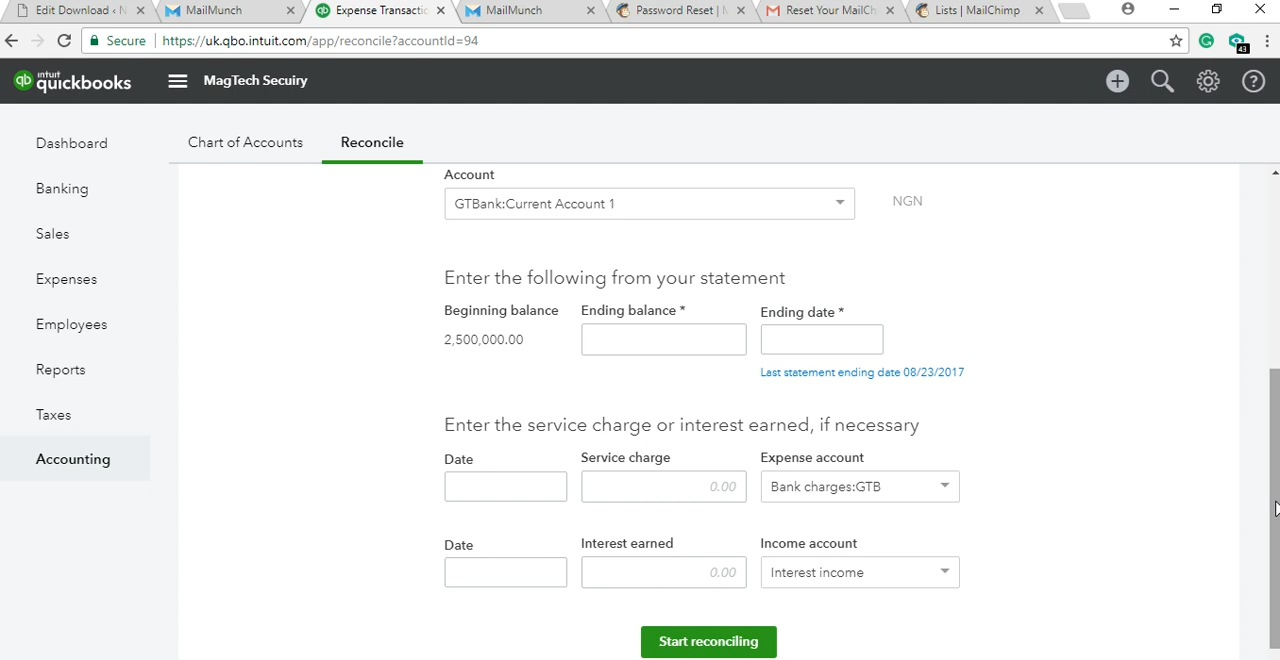 Edit Download ‹ N
MailMunch
Expense Transactio
MailMunch
Password Reset | M
Reset Your MailCh
Lists | MailChimp
Secure
https://uk.qbo.intuit.com/app/reconcile?accountId=94
43
qb intuit quickbooks
MagTech Secuiry
Dashboard
Banking
Sales
Expenses
Employees
Reports
Taxes
Accounting
Chart of Accounts
Reconcile
Account
GTBank:Current Account 1
NGN
Enter the following from your statement
Beginning balance
Ending balance *
Ending date *
2,500,000.00
Last statement ending date 08/23/2017
Enter the service charge or interest earned, if necessary
Date
Service charge
Expense account
0.00
Bank charges:GTB
Date
Interest earned
Income account
0.00
Interest income
Start reconciling